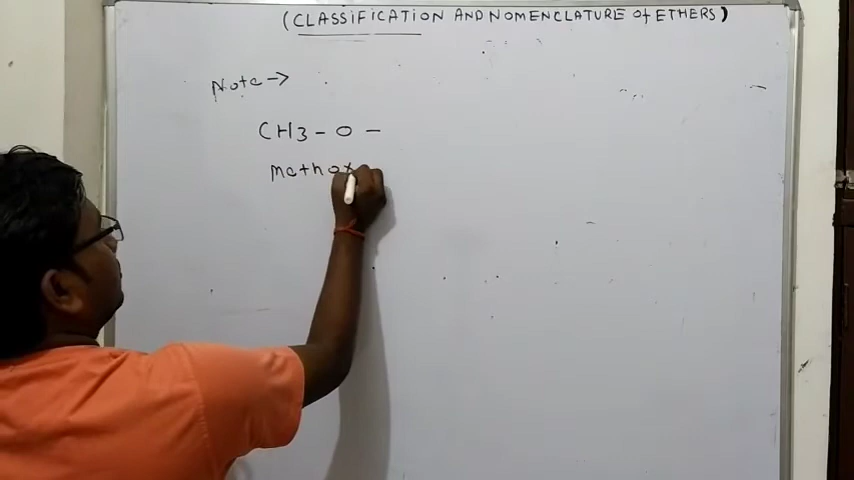 (CLASSIFICATION AND NOMENCLATURE of ETHERS)
Note →
CH3 - O -
methox